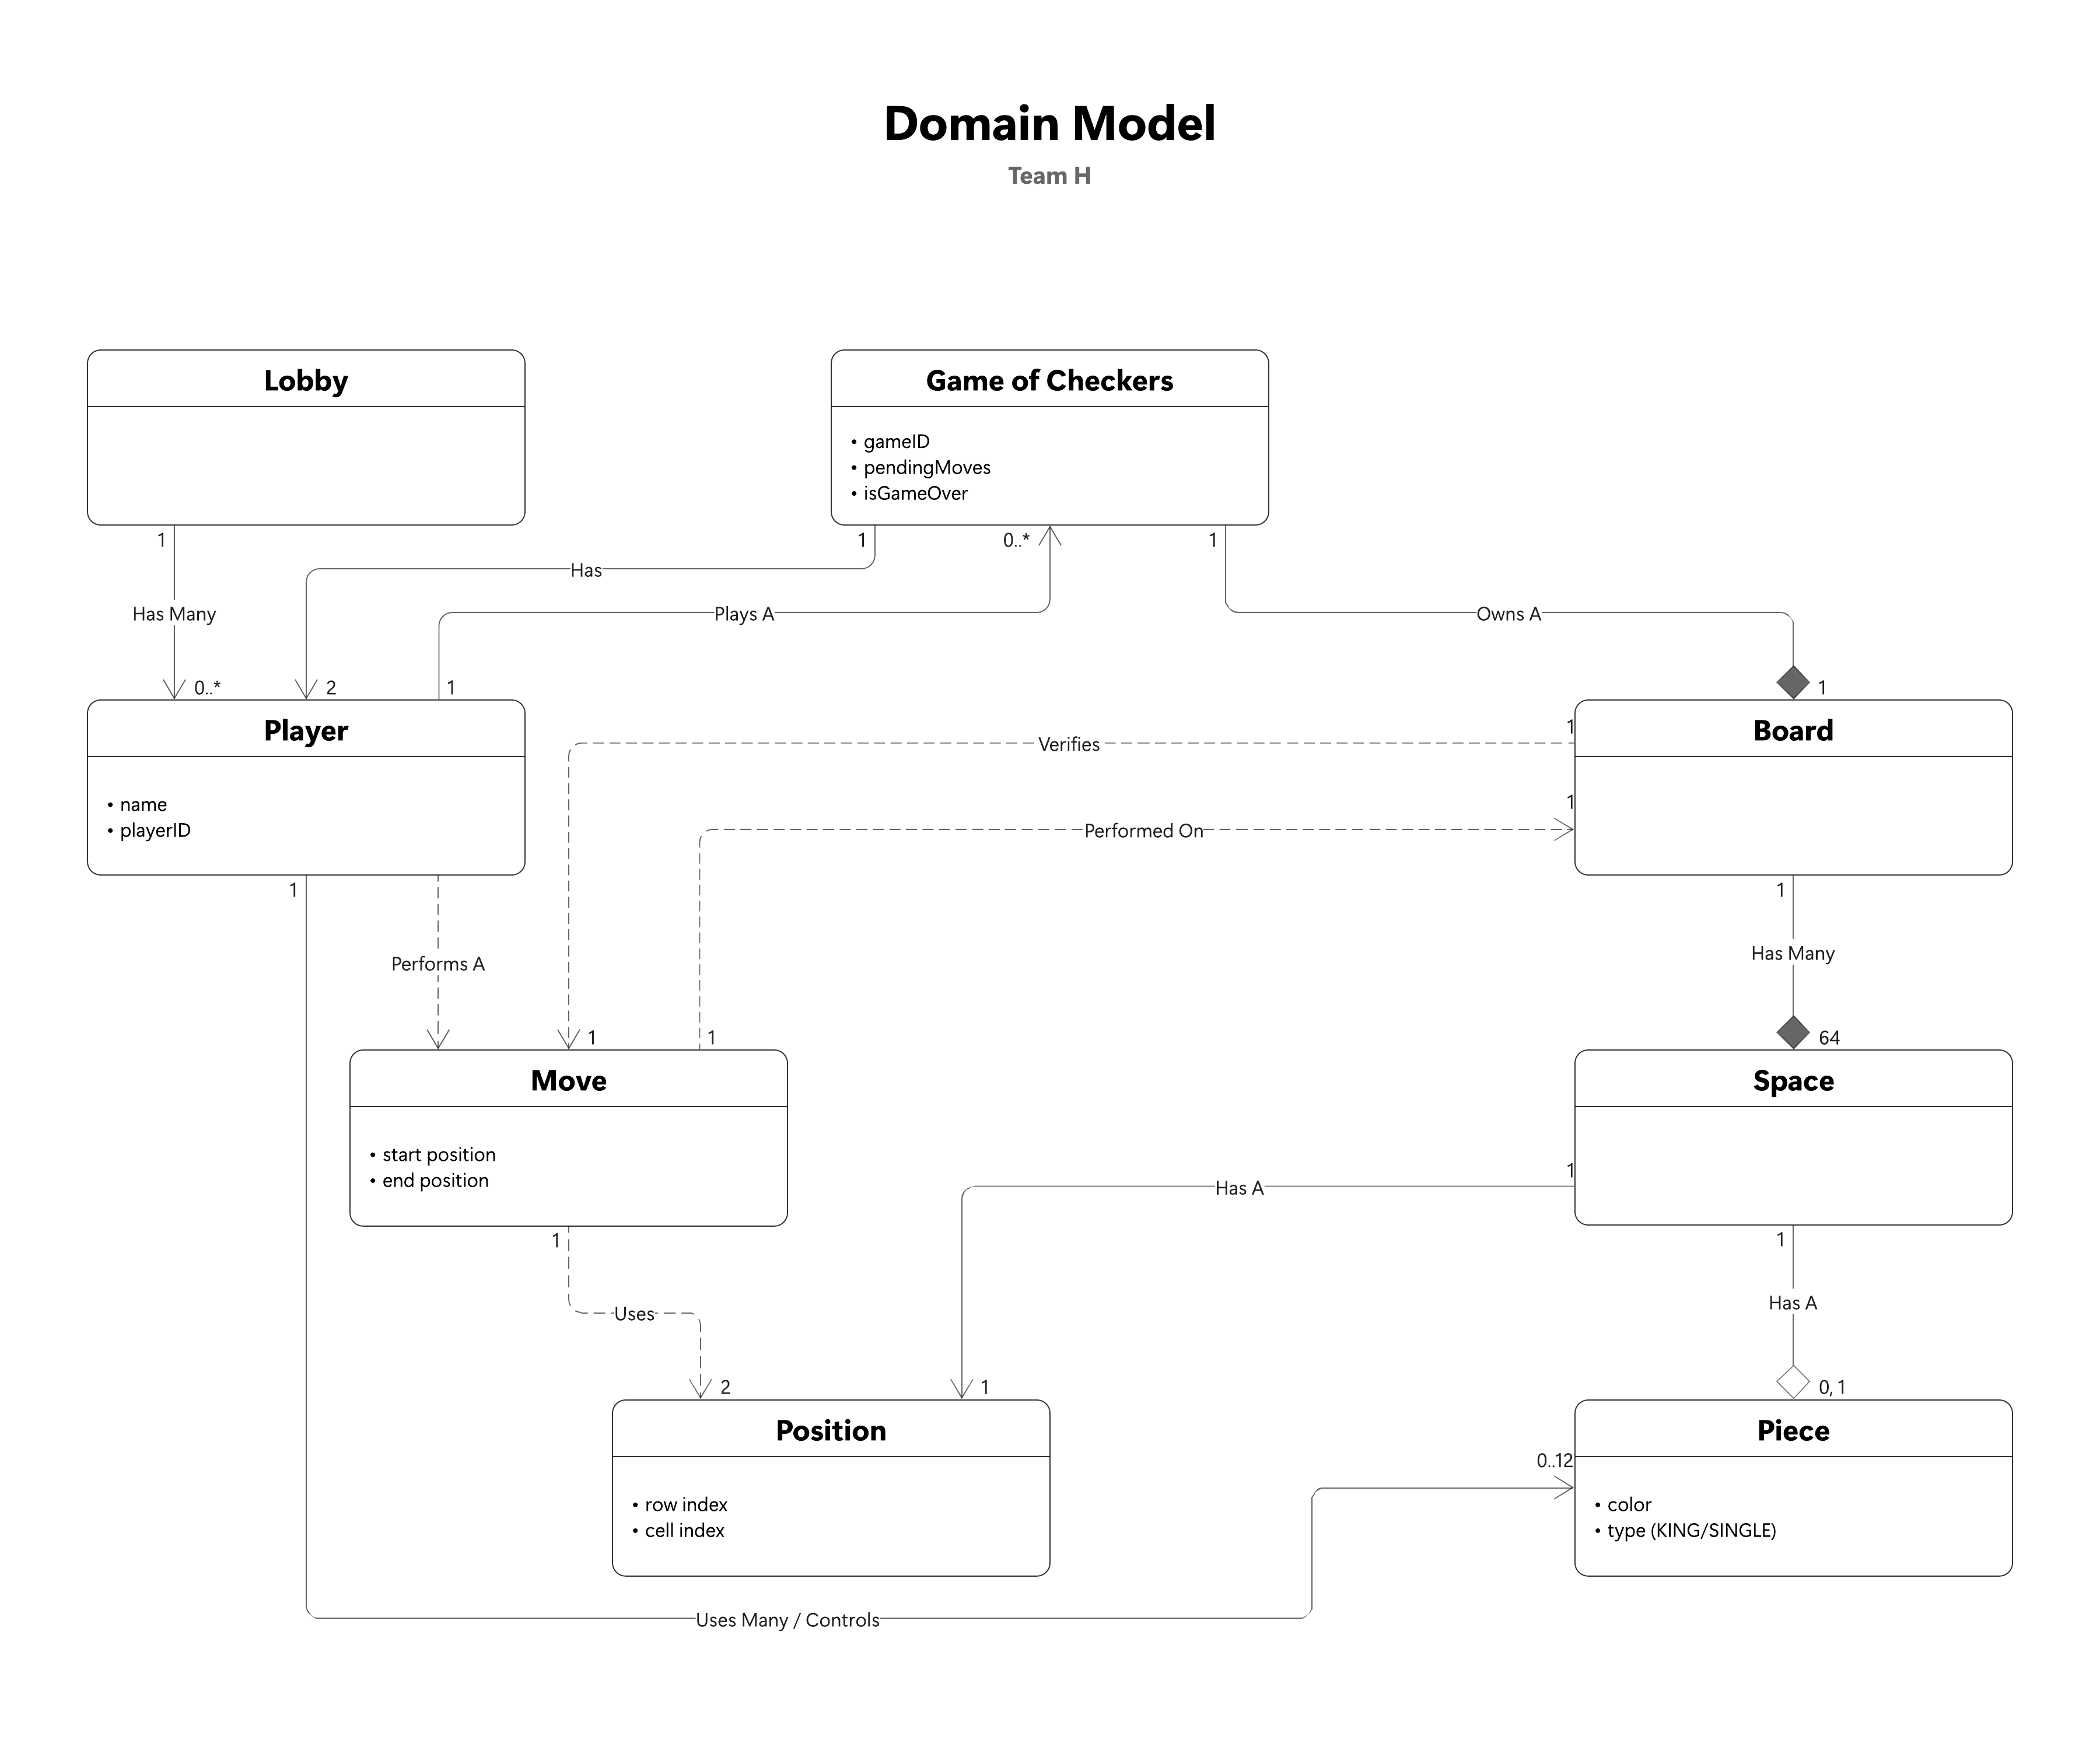 Domain Model
Team H
Lobby
Game of Checkers
• gameID
• pendingMoves
• isGameOver
1
1
0..*
1
Has
Has Many
Plays A
Owns A
0..*
2
1
1
Player
• name
• playerID
1
Board
Verifies
1
Performed On
1
1
Performs A
Has Many
1
1
64
Move
• start position
• end position
Space
1
Has A
1
1
Uses
Has A
2
1
0, 1
Position
• row index
• cell index
Piece
• color
• type (KING/SINGLE)
0..12
Uses Many / Controls